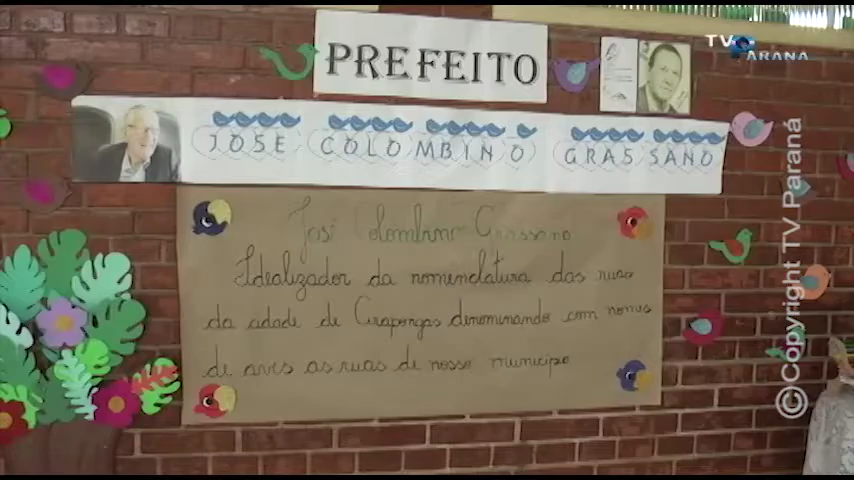 TV PARANÁ
PREFEITO
JOSE COLOMBINO GRASSANO
José Colombino Grassano
Idealizador da nomenclatura das ruas
da cidade de Arapongas denominando com nomes
de aves as ruas de nosso município
©Copyright TV Paraná